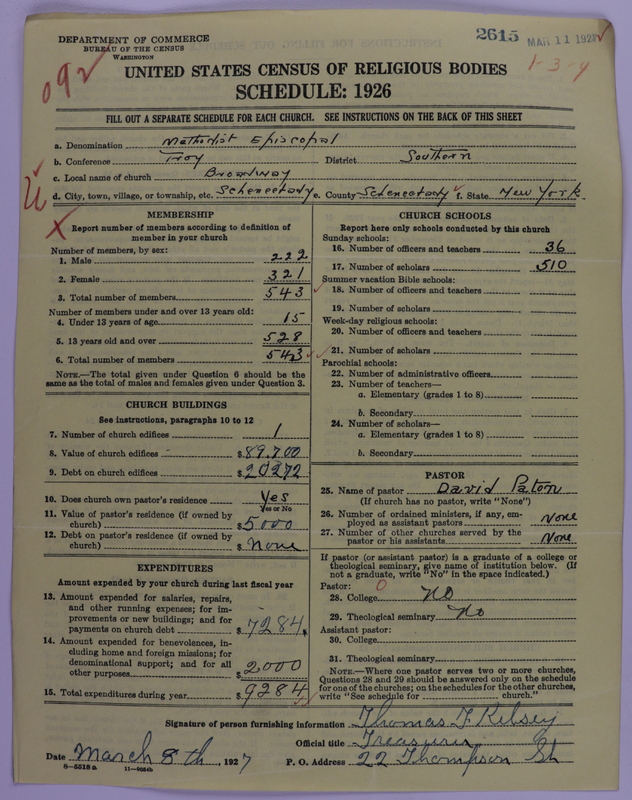 DEPARTMENT OF COMMERCE
BUREAU OF THE CENSUS
WASHINGTON
2615 MAR 11 192
092
1-3-4
UNITED STATES CENSUS OF RELIGIOUS BODIES
SCHEDULE: 1926
FILL OUT A SEPARATE SCHEDULE FOR EACH CHURCH. SEE INSTRUCTIONS ON THE BACK OF THIS SHEET
a. Denomination Methodist Episcopal
b. Conference Troy District Southern
c. Local name of church Broadway
d. City, town, village, or township, etc. Schenectady e. County Schenectady f. State New York
MEMBERSHIP
Report number of members according to definition of
member in your church
Number of members, by sex:
1. Male 222
2. Female 321
3. Total number of members 543
Number of members under and over 13 years old:
4. Under 13 years of age 15
5. 13 years old and over 528
6. Total number of members 543
NOTE.—The total given under Question 6 should be the
same as the total of males and females given under Question 3.
CHURCH BUILDINGS
See instructions, paragraphs 10 to 12
7. Number of church edifices 1
8. Value of church edifices $89,700
9. Debt on church edifices $20272
10. Does church own pastor's residence Yes
Yes or No
11. Value of pastor's residence (if owned by
church) $5000
12. Debt on pastor's residence (if owned by
church) $None
EXPENDITURES
Amount expended by your church during last fiscal year
13. Amount expended for salaries, repairs,
and other running expenses; for im-
provements or new buildings; and for
payments on church debt $7284.
14. Amount expended for benevolences, in-
cluding home and foreign missions; for
denominational support; and for all
other purposes $2000
15. Total expenditures during year $9284
CHURCH SCHOOLS
Report here only schools conducted by this church
Sunday schools:
16. Number of officers and teachers 36
17. Number of scholars 510
Summer vacation Bible schools:
18. Number of officers and teachers
19. Number of scholars
Week-day religious schools:
20. Number of officers and teachers
21. Number of scholars
Parochial schools:
22. Number of administrative officers
23. Number of teachers—
a. Elementary (grades 1 to 8)
b. Secondary
24. Number of scholars—
a. Elementary (grades 1 to 8)
b. Secondary
PASTOR
25. Name of pastor David Paton
(If church has no pastor, write "None")
26. Number of ordained ministers, if any, em-
ployed as assistant pastors None
27. Number of other churches served by the
pastor or his assistants None
If pastor (or assistant pastor) is a graduate of a college or
theological seminary, give name of institution below. (If
not a graduate, write "No" in the space indicated.)
Pastor: 0
28. College No
29. Theological seminary No
Assistant pastor:
30. College
31. Theological seminary
NOTE.—Where one pastor serves two or more churches,
Questions 28 and 29 should be answered only on the schedule
for one of the churches; on the schedules for the other churches,
write "See schedule for church."
Signature of person furnishing information Thomas F. Kelsey
Official title Treasurer
Date March 8th, 1927 P. O. Address 22 Thompson St
8—5518a 11—9034b